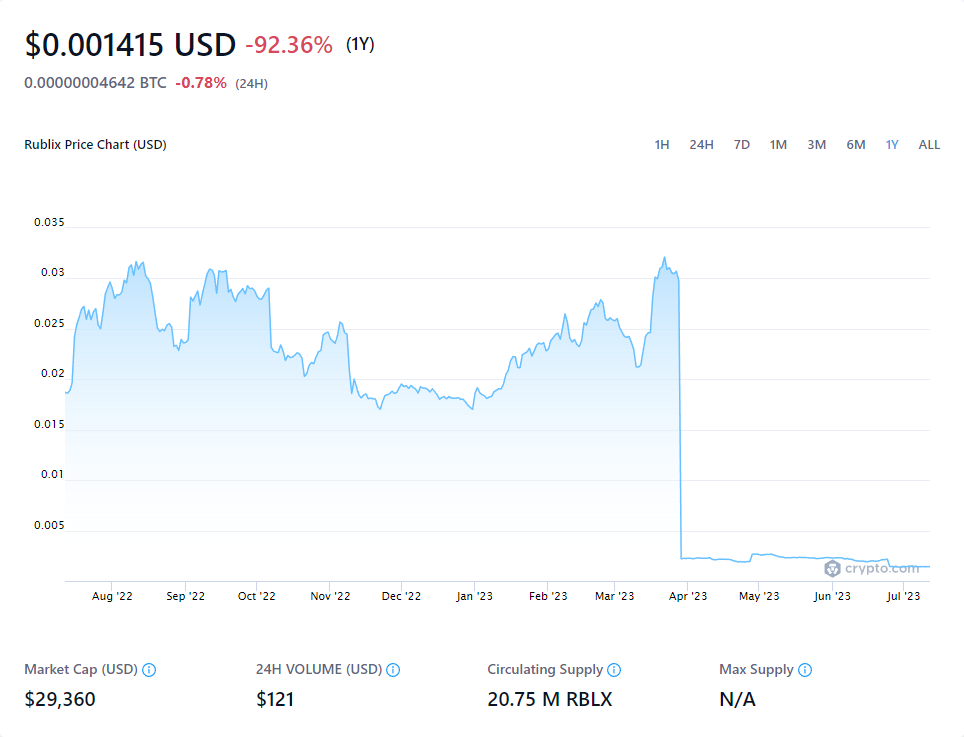 $0.001415 USD -92.36% (1Y)
0.00000004642 BTC -0.78% (24H)
Rublix Price Chart (USD) 1H 24H 7D 1M 3M 6M 1Y ALL
0.035
0.03
0.025
0.02
0.015
0.01
0.005
crypto.com
Aug '22 Sep '22 Oct '22 Nov '22 Dec '22 Jan '23 Feb '23 Mar '23 Apr '23 May '23 Jun '23 Jul '23
Market Cap (USD) 24H VOLUME (USD) Circulating Supply Max Supply
$29,360 $121 20.75 M RBLX N/A